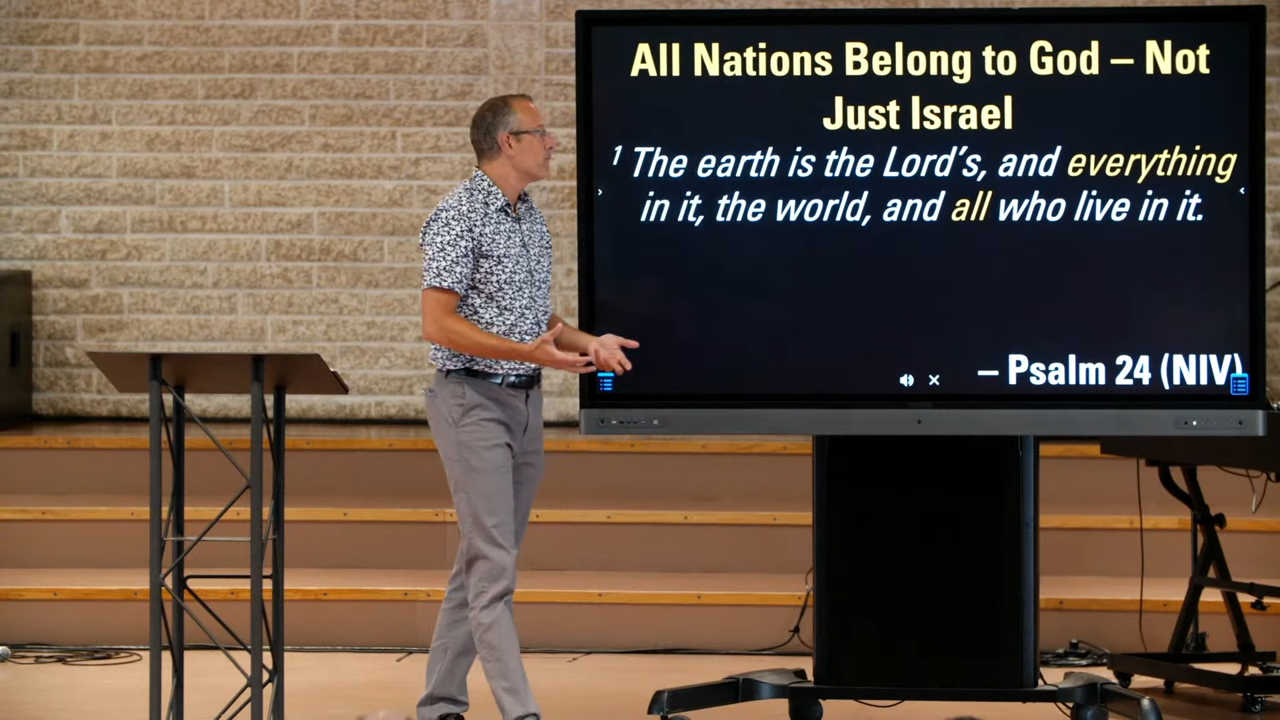 All Nations Belong to God – Not
Just Israel
1 The earth is the Lord's, and everything
in it, the world, and all who live in it.
– Psalm 24 (NIV)